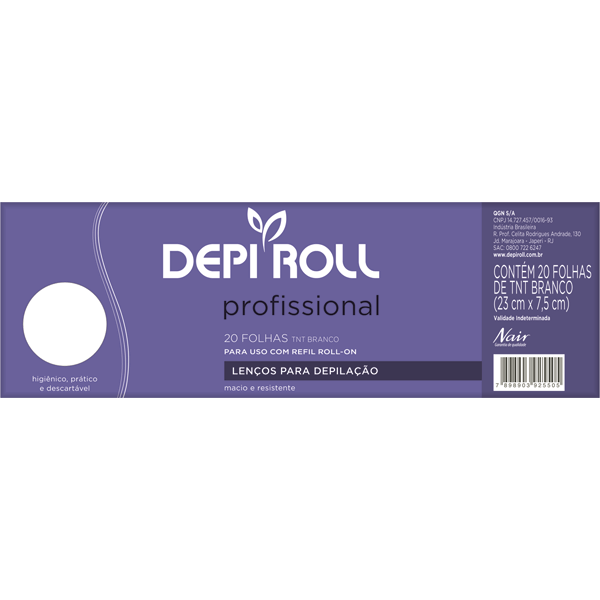 DEPI ROLL
profissional
20 FOLHAS TNT BRANCO
PARA USO COM REFIL ROLL-ON
LENÇOS PARA DEPILAÇÃO
macio e resistente
higiênico, prático
e descartável
QGN S/A
CNPJ 14.727.457/0016-93
Indústria Brasileira
R. Prof. Celita Rodrigues Andrade, 130
Jd. Marajoara - Japeri - RJ
SAC: 0800 722 6247
www.depiroll.com.br
CONTÉM 20 FOLHAS
DE TNT BRANCO
(23 cm x 7,5 cm)
Validade Indeterminada
Nair
Garantia de qualidade
7 898903 925505